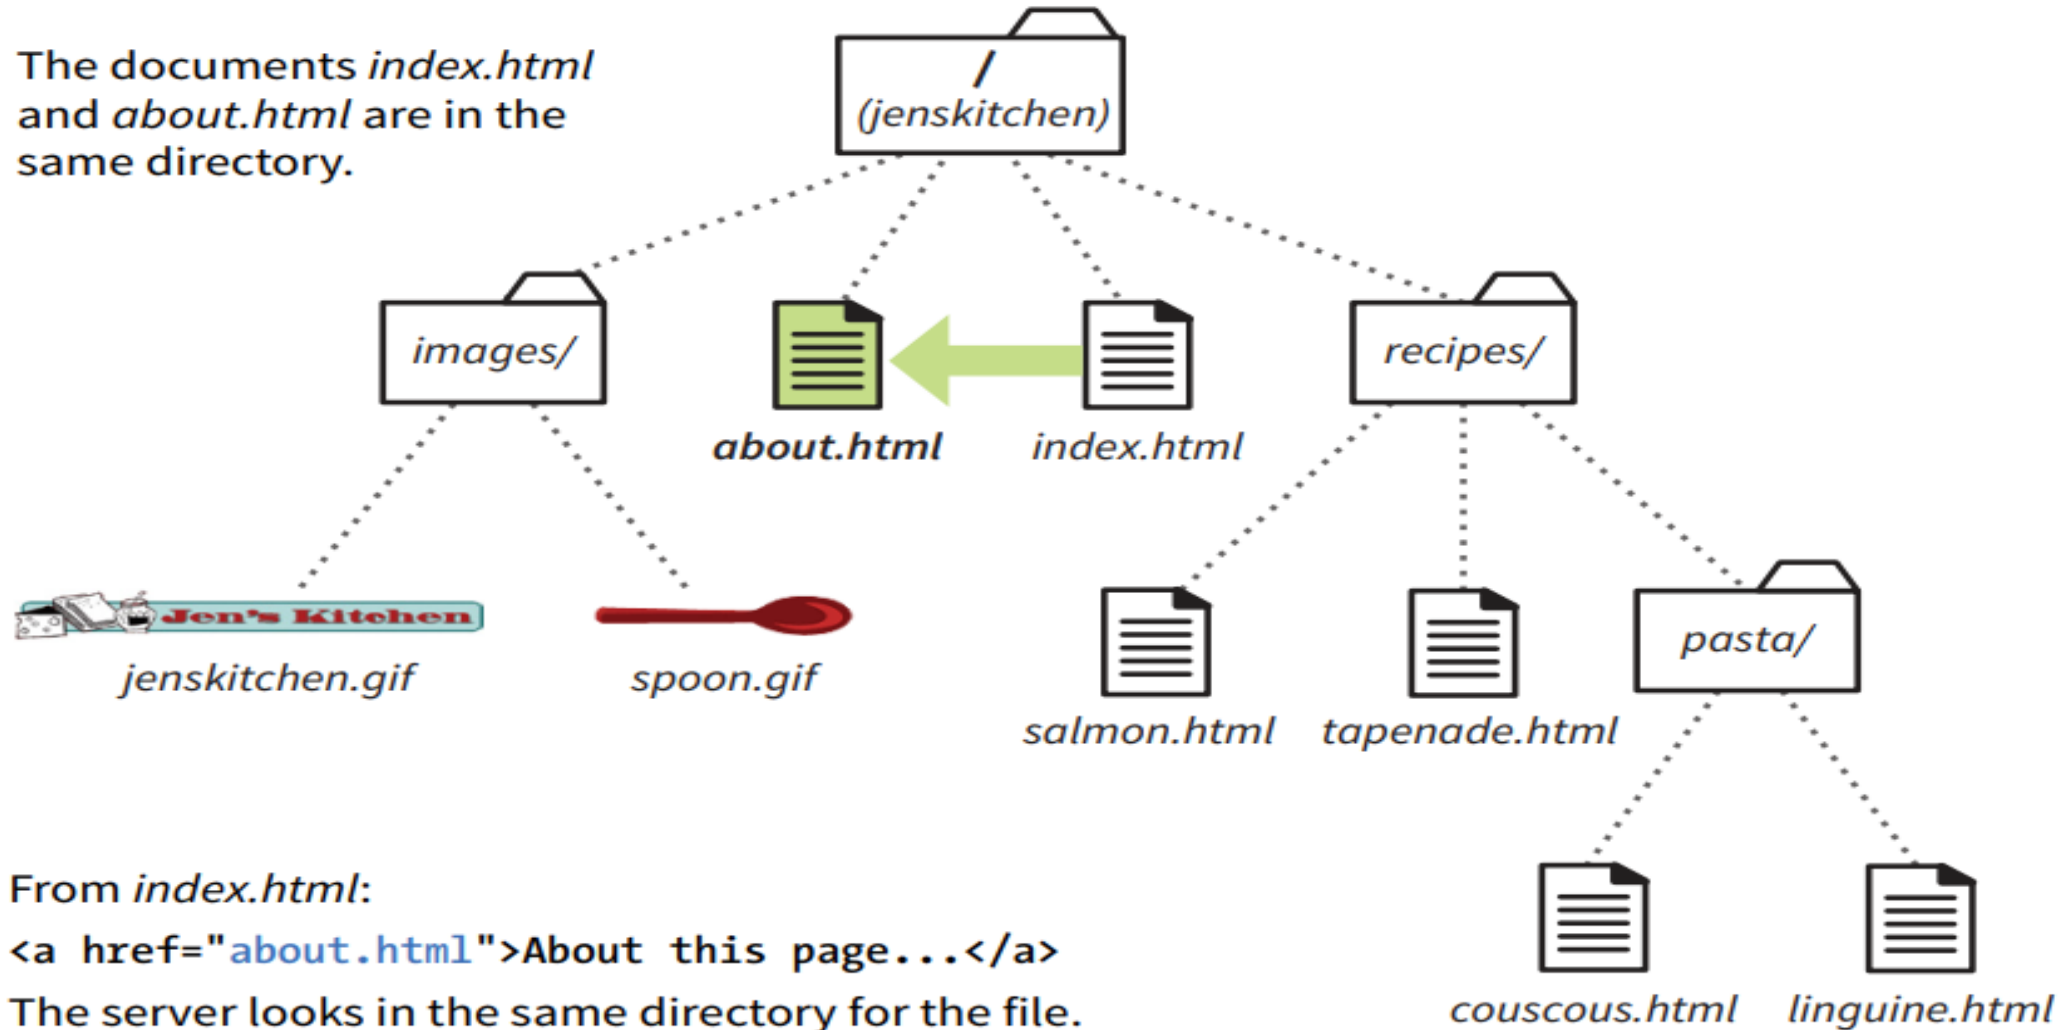 The documents index.html
and about.html are in the
same directory.
/
(jenskitchen)
images/
about.html
index.html
recipes/
Jen's Kitchen
jenskitchen.gif
spoon.gif
salmon.html
tapenade.html
pasta/
couscous.html
linguine.html
From index.html:
<a href="about.html">About this page...</a>
The server looks in the same directory for the file.